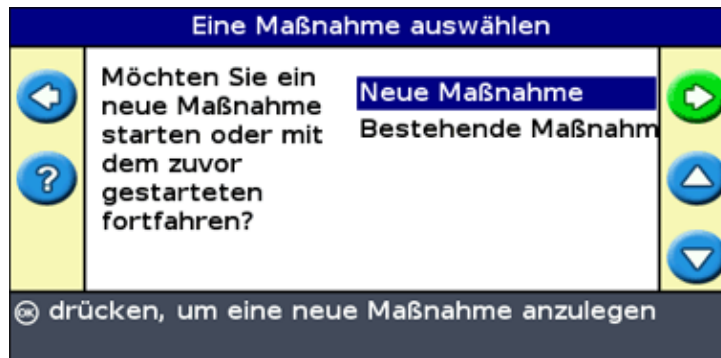 Eine Maßnahme auswählen
Möchten Sie ein
neue Maßnahme
starten oder mit
dem zuvor
gestarteten
fortfahren?
Neue Maßnahme
Bestehende Maßnahm
?
OK drücken, um eine neue Maßnahme anzulegen